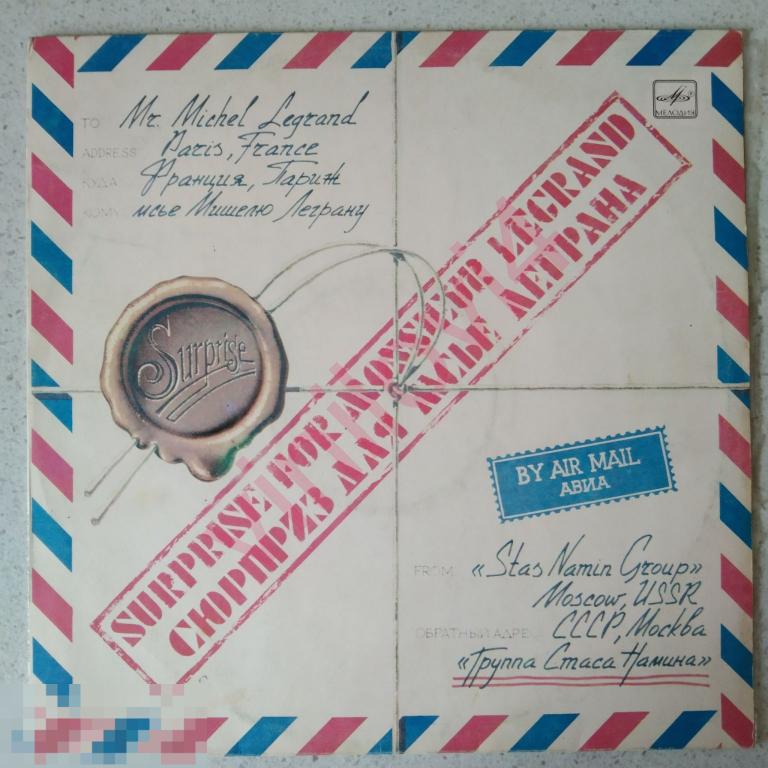 МЕЛОДИЯ
TO Mr. Michel Legrand
ADDRESS Paris, France
КУДА Франция, Париж
КОМУ мсье Мишелю Леграну
SURPRISE FOR MONSIEUR LEGRAND
СЮРПРИЗ ДЛЯ МСЬЕ ЛЕГРАНА
Surprise
BY AIR MAIL
АВИА
FROM «Stas Namin Group»
Moscow, USSR
ОБРАТНЫЙ АДРЕС СССР, Москва
«Группа Стаса Намина»